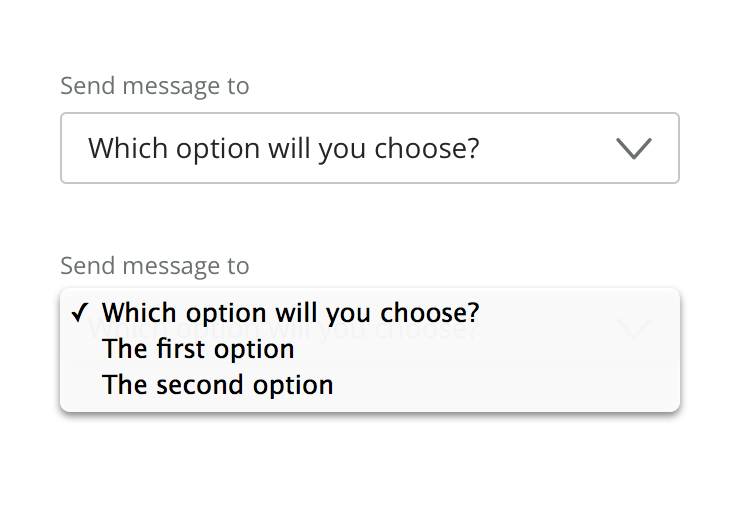 Send message to
Which option will you choose?
Send message to
✓ Which option will you choose?
The first option
The second option